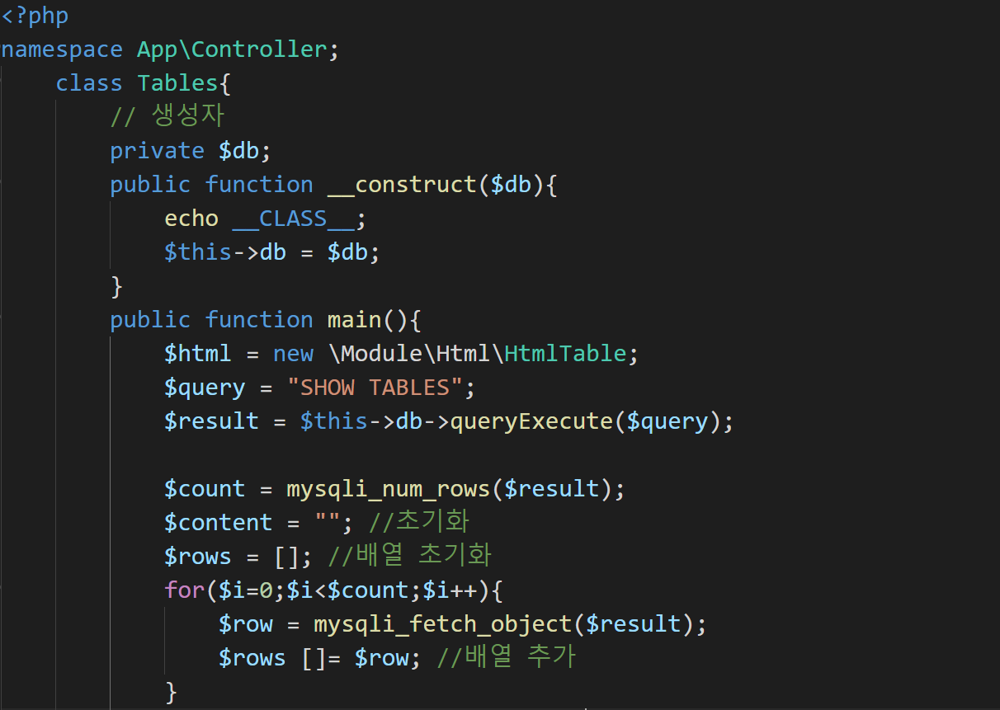 <?php
namespace App\Controller;
class Tables{
// 생성자
private $db;
public function __construct($db){
echo __CLASS__;
$this->db = $db;
}
public function main(){
$html = new \Module\Html\HtmlTable;
$query = "SHOW TABLES";
$result = $this->db->queryExecute($query);
$count = mysqli_num_rows($result);
$content = ""; //초기화
$rows = []; //배열 초기화
for($i=0;$i<$count;$i++){
$row = mysqli_fetch_object($result);
$rows []= $row; //배열 추가
}